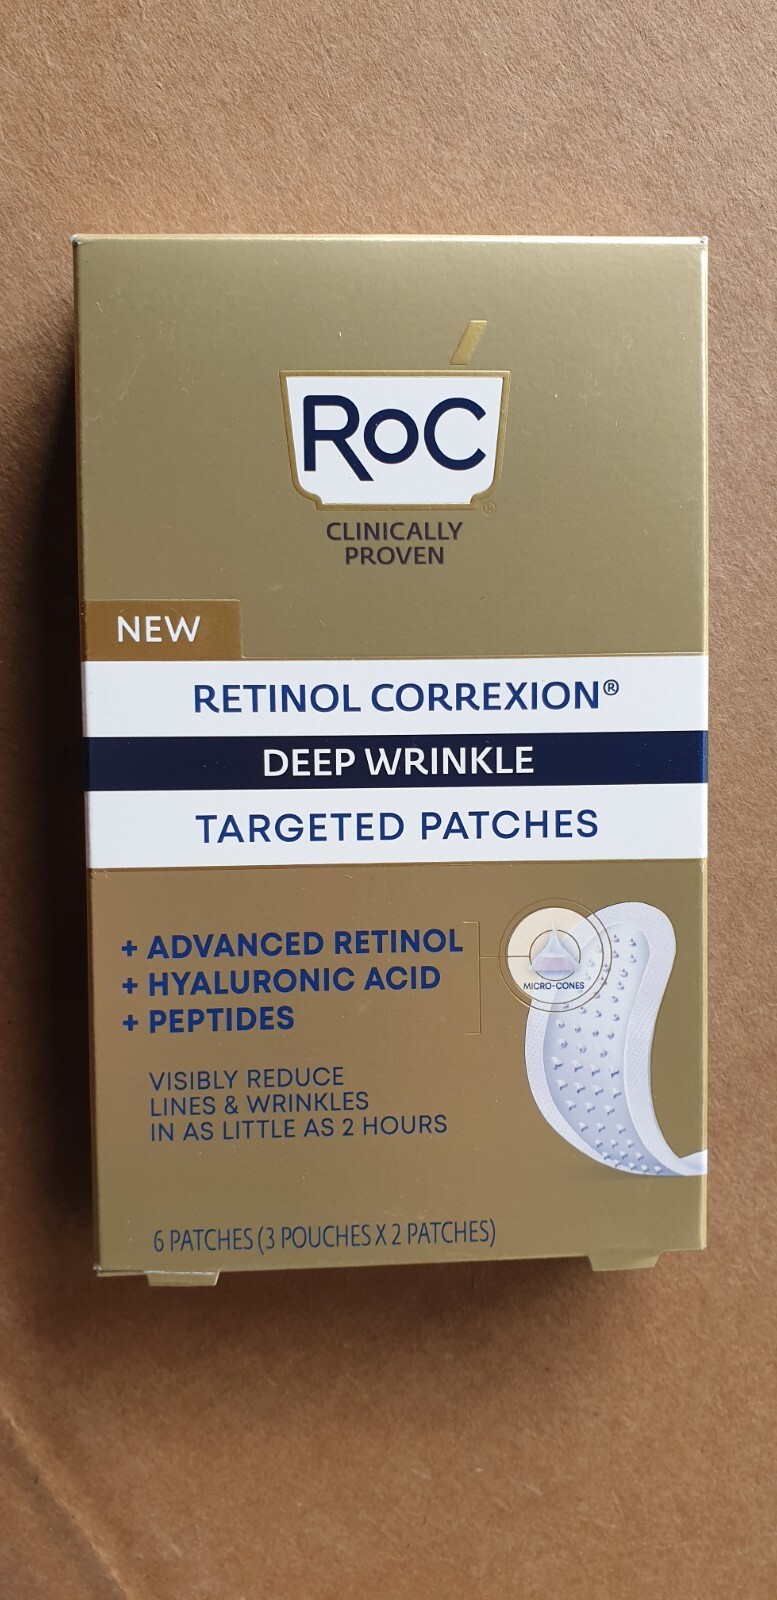 RoC®
CLINICALLY
PROVEN
NEW
RETINOL CORREXION®
DEEP WRINKLE
TARGETED PATCHES
+ ADVANCED RETINOL
+ HYALURONIC ACID
+ PEPTIDES
MICRO-CONES
VISIBLY REDUCE
LINES & WRINKLES
IN AS LITTLE AS 2 HOURS
6 PATCHES (3 POUCHES X 2 PATCHES)